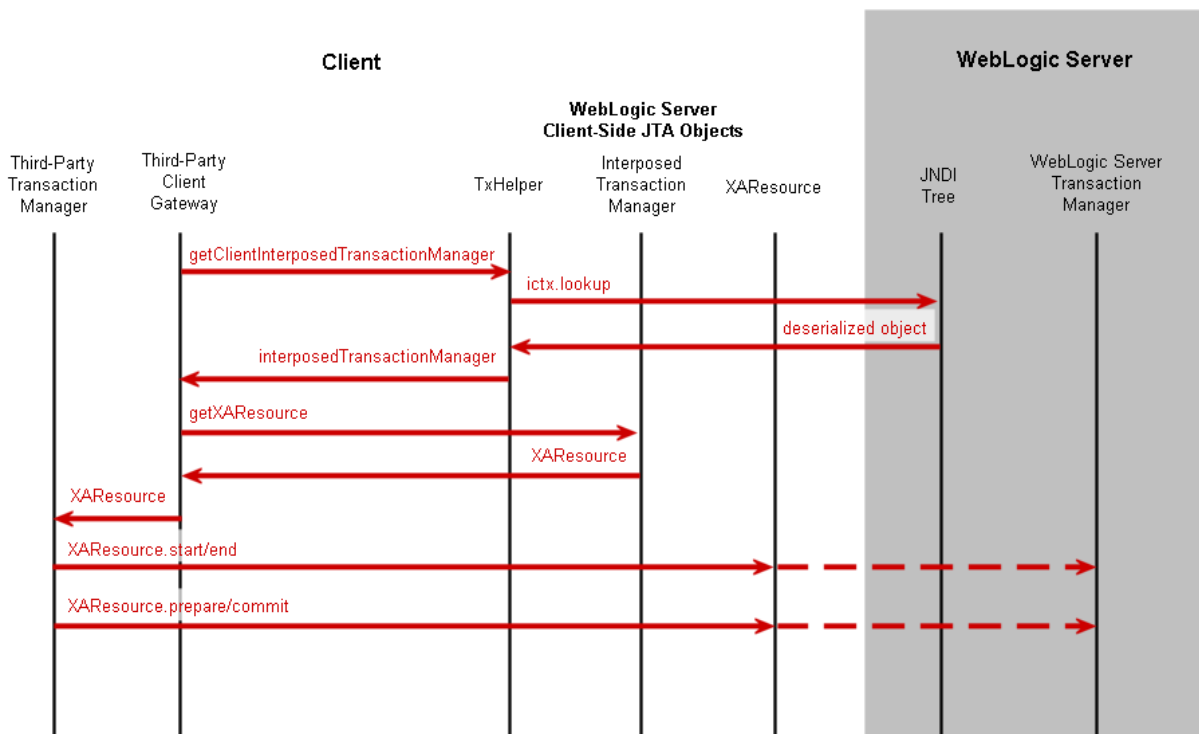 Client
WebLogic Server
WebLogic Server
Client-Side JTA Objects
Third-Party
Transaction
Manager
Third-Party
Client
Gateway
TxHelper
Interposed
Transaction
Manager
XAResource
JNDI
Tree
WebLogic Server
Transaction
Manager
getClientInterposedTransactionManager
ictx.lookup
deserialized object
interposedTransactionManager
getXAResource
XAResource
XAResource
XAResource.start/end
XAResource.prepare/commit